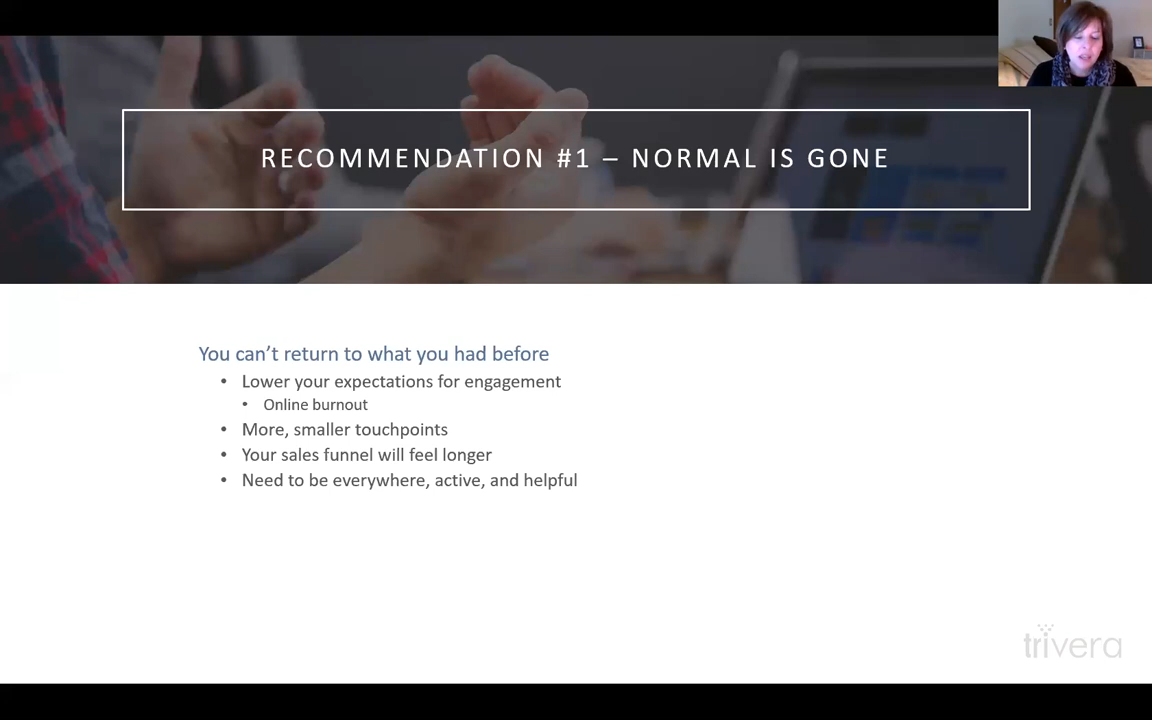 RECOMMENDATION #1 – NORMAL IS GONE
You can’t return to what you had before
• Lower your expectations for engagement
• Online burnout
• More, smaller touchpoints
• Your sales funnel will feel longer
• Need to be everywhere, active, and helpful
trivera